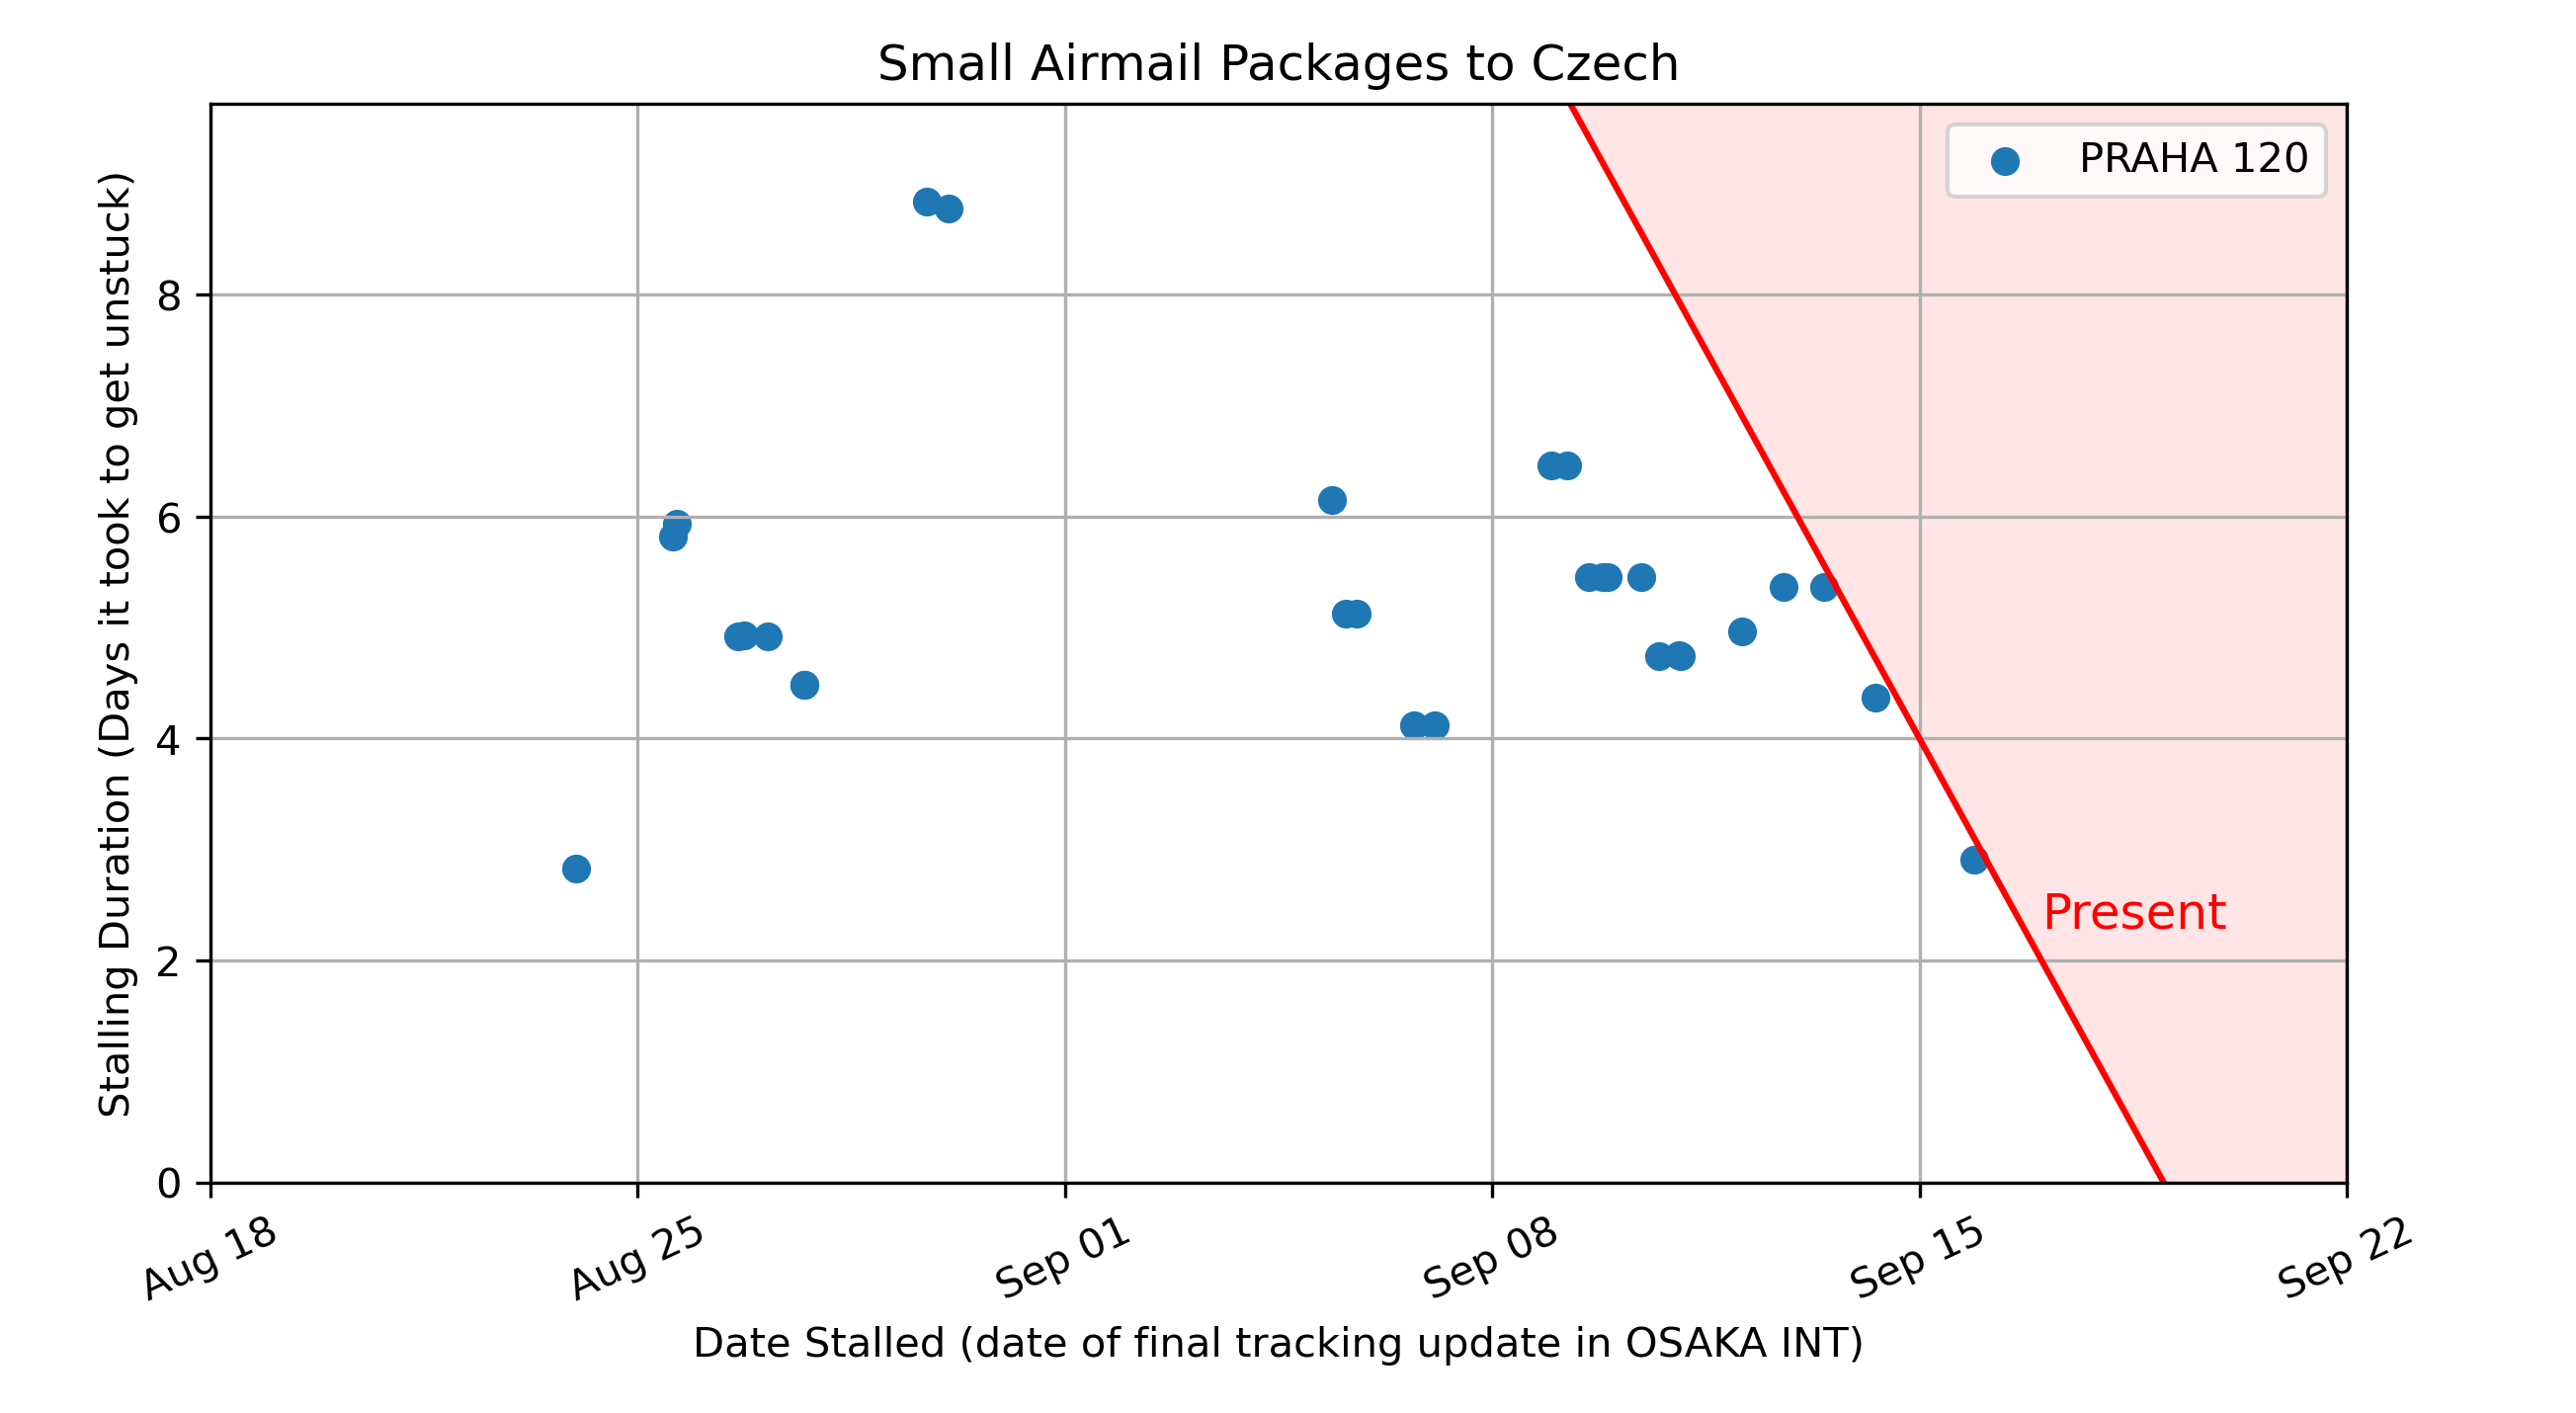 Small Airmail Packages to Czech
PRAHA 120
Stalling Duration (Days it took to get unstuck)
8
6
4
2
0
Present
Aug 18
Aug 25
Sep 01
Sep 08
Sep 15
Sep 22
Date Stalled (date of final tracking update in OSAKA INT)